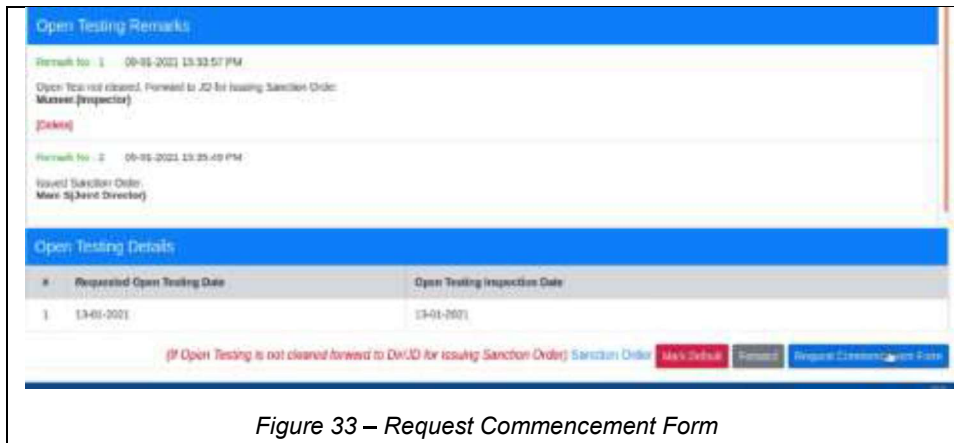 Open Testing Remarks
Remark No : 1 09-01-2021 15:33:57 PM
Open Test not cleared. Forward to JD for Issuing Sanction Order.
(Inspector)
[Delete]
Remark No : 2 09-01-2021 15:35:49 PM
Issued Sanction Order.
(Joint Director)
Open Testing Details
# Requested Open Testing Date Open Testing Inspection Date
1 13-01-2021 13-01-2021
(If Open Testing is not cleared forward to Dir/JD for issuing Sanction Order) Sanction Order Mark Default Forward Request Commencement Form
Figure 33 – Request Commencement Form